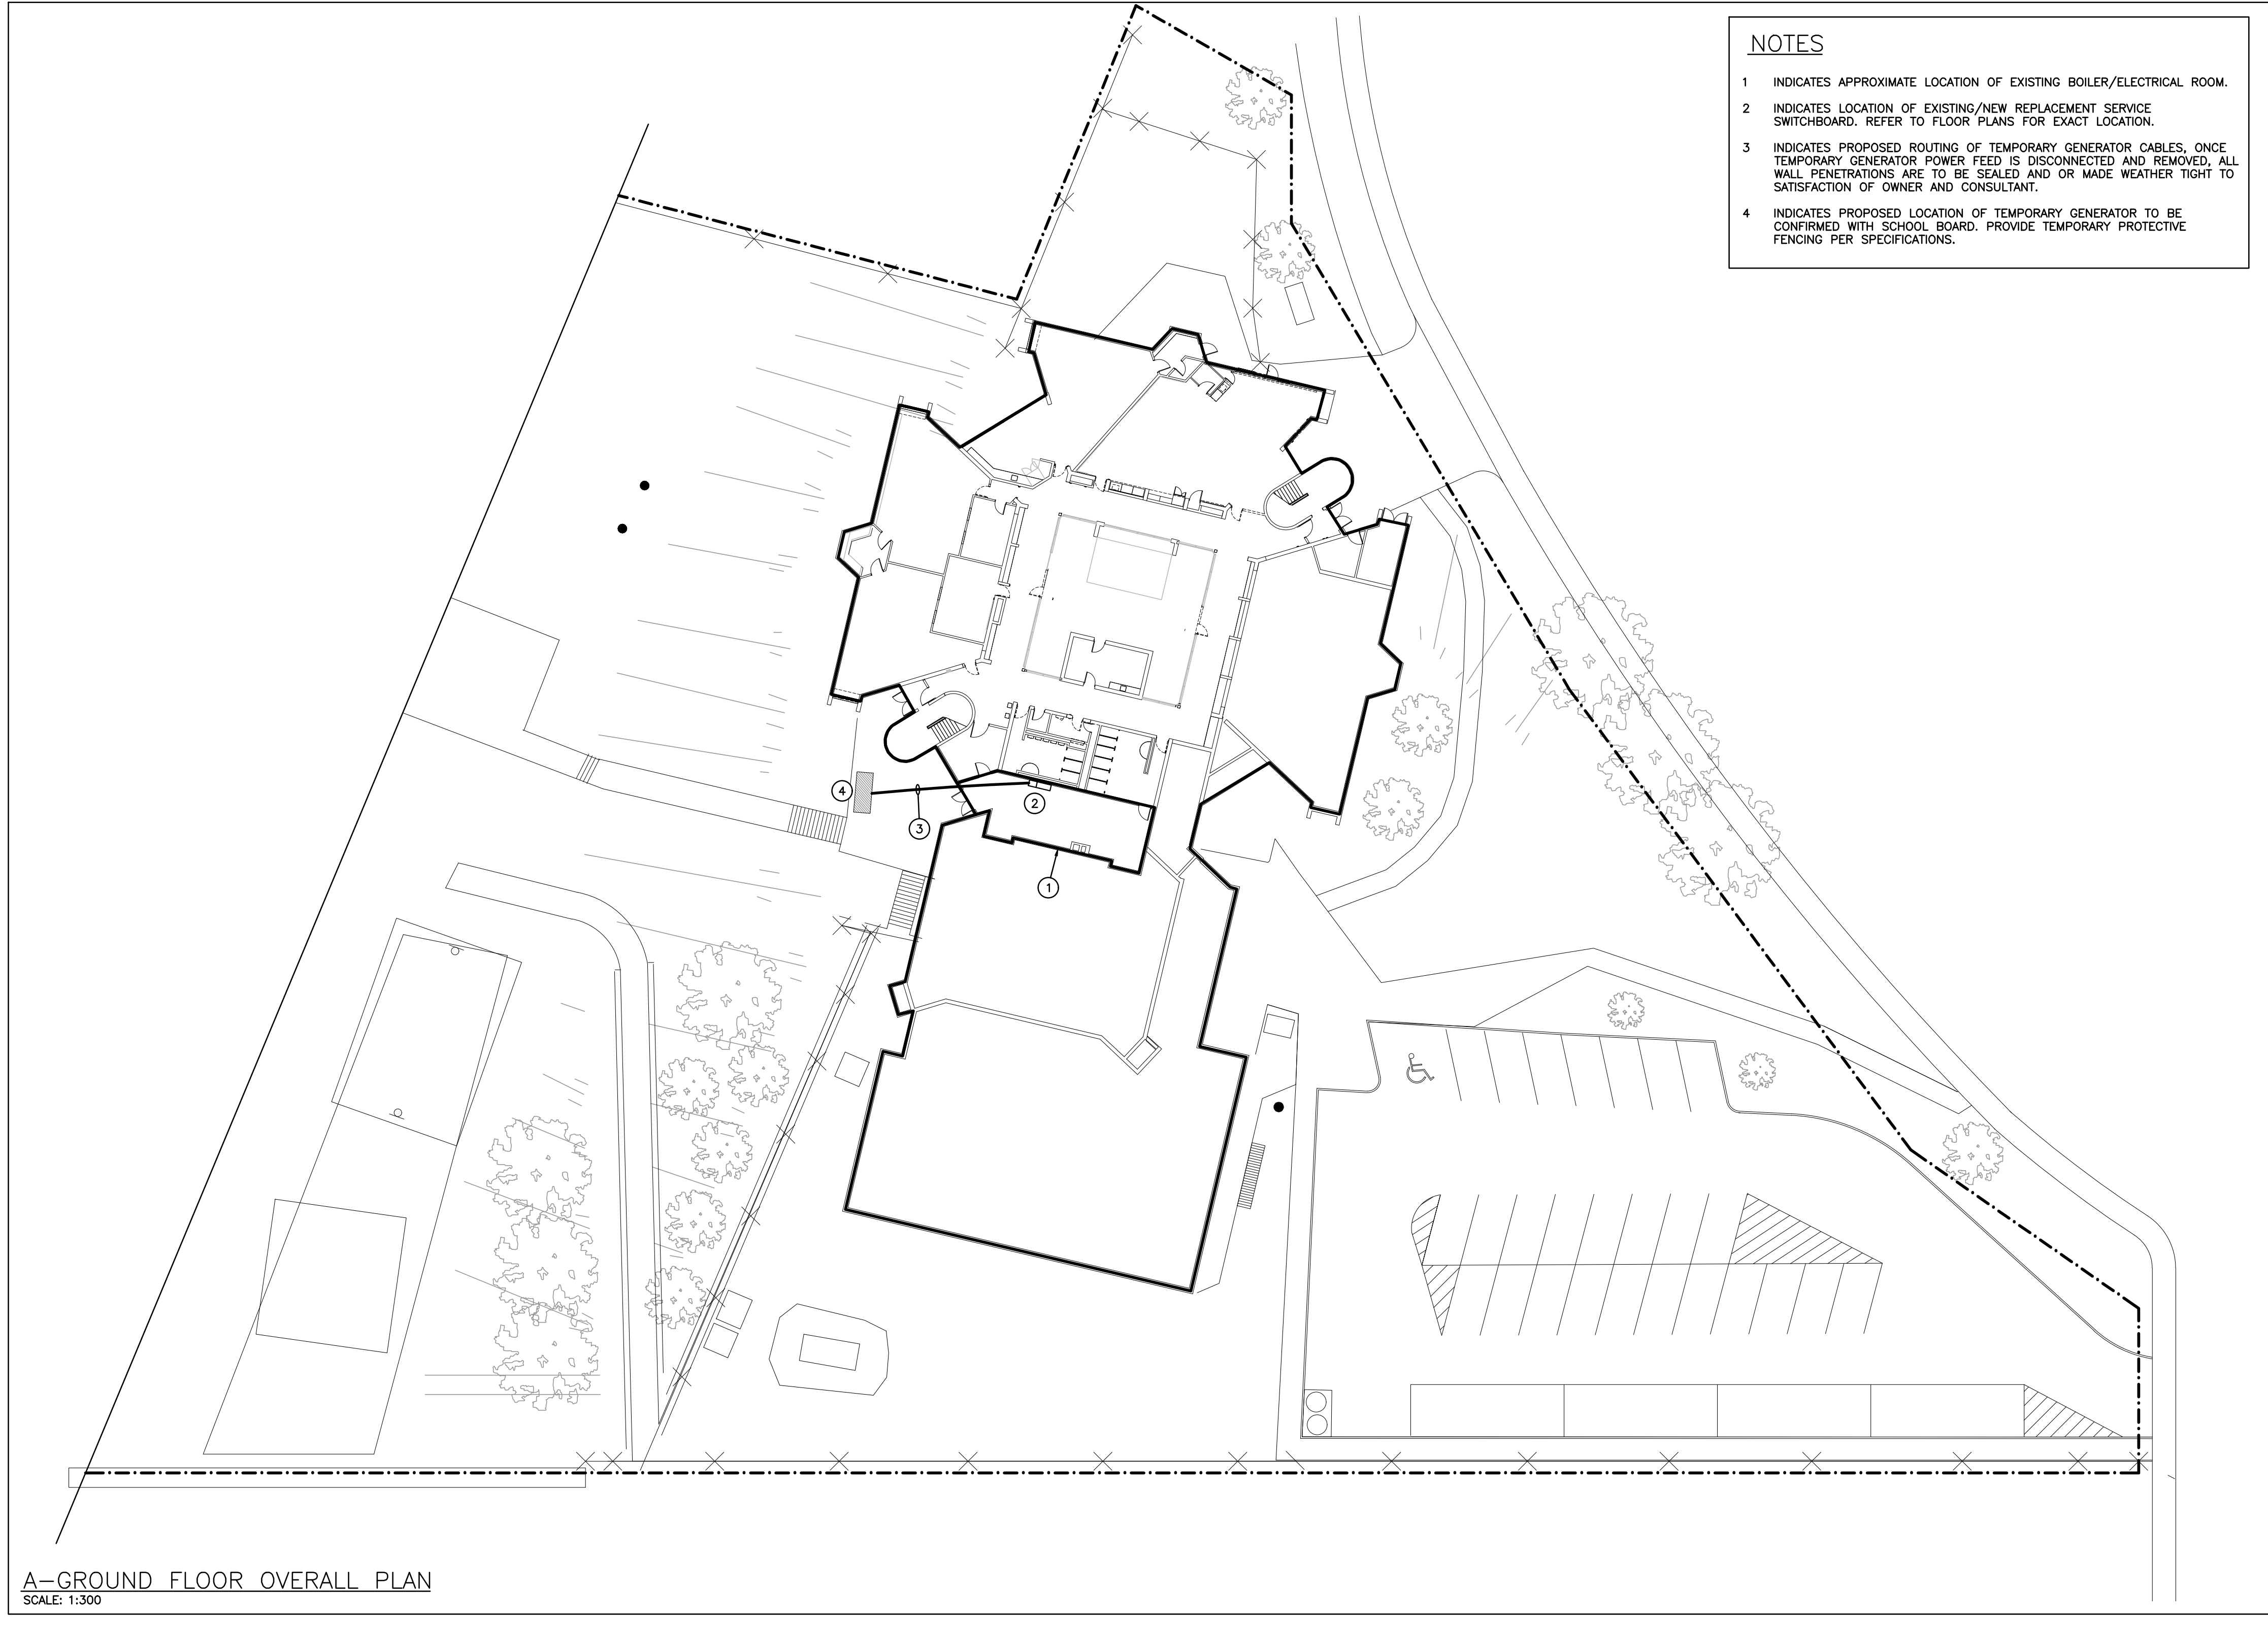 NOTES
1 INDICATES APPROXIMATE LOCATION OF EXISTING BOILER/ELECTRICAL ROOM.
2 INDICATES LOCATION OF EXISTING/NEW REPLACEMENT SERVICE
SWITCHBOARD. REFER TO FLOOR PLANS FOR EXACT LOCATION.
3 INDICATES PROPOSED ROUTING OF TEMPORARY GENERATOR CABLES, ONCE
TEMPORARY GENERATOR POWER FEED IS DISCONNECTED AND REMOVED, ALL
WALL PENETRATIONS ARE TO BE SEALED AND OR MADE WEATHER TIGHT TO
SATISFACTION OF OWNER AND CONSULTANT.
4 INDICATES PROPOSED LOCATION OF TEMPORARY GENERATOR TO BE
CONFIRMED WITH SCHOOL BOARD. PROVIDE TEMPORARY PROTECTIVE
FENCING PER SPECIFICATIONS.
4
2
3
1
A-GROUND FLOOR OVERALL PLAN
SCALE: 1:300